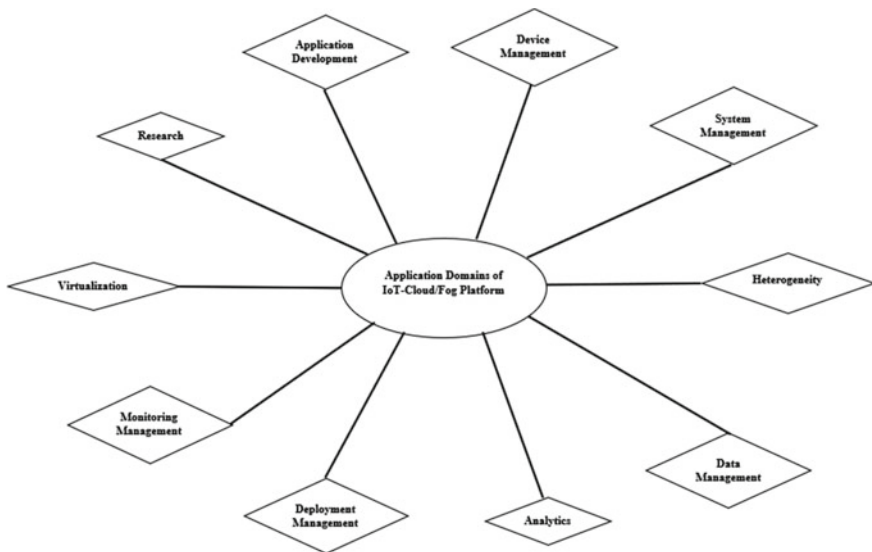 Application
Development
Device
Management
Research
System
Management
Application Domains of
IoT-Cloud/Fog Platform
Virtualization
Heterogeneity
Monitoring
Management
Data
Management
Deployment
Management
Analytics